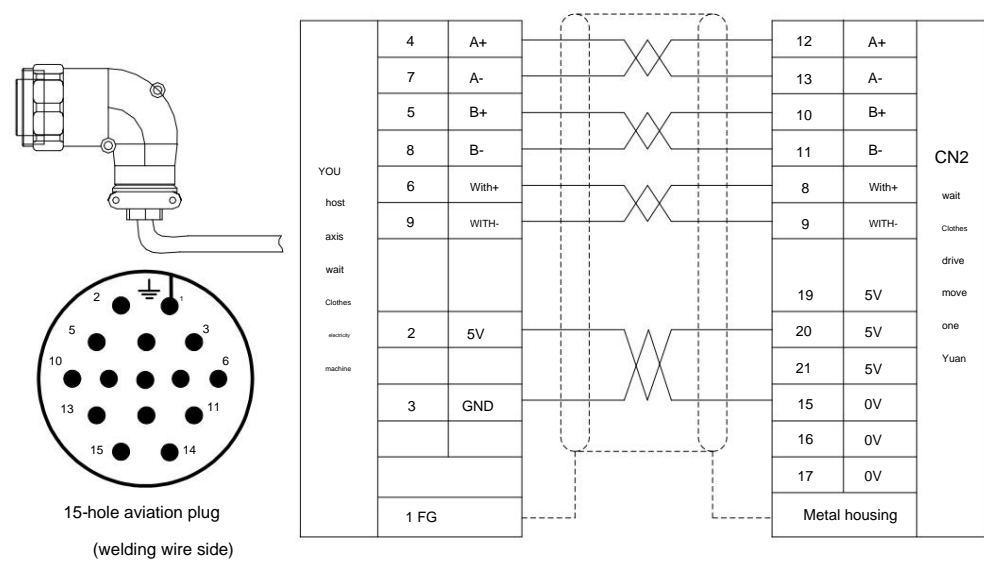 4 A+
7 A-
5 B+
8 B-
6 With+
9 WITH-
2 5V
3 GND
1 FG
YOU
host
axis
wait
Clothes
electricity
machine
12 A+
13 A-
10 B+
11 B-
8 With+
9 WITH-
19 5V
20 5V
21 5V
15 0V
16 0V
17 0V
Metal housing
CN2
wait
Clothes
drive
move
one
Yuan
2 1
5 3
10 6
13 11
15 14
15-hole aviation plug
(welding wire side)